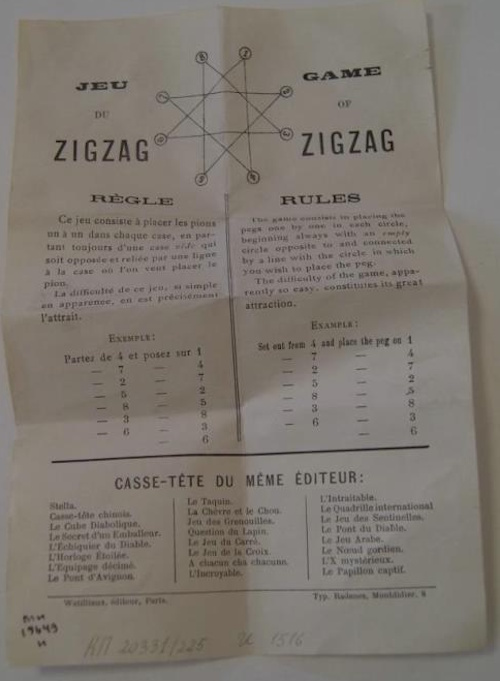 JEU
DU
ZIGZAG
GAME
OF
ZIGZAG
RÈGLE
Ce jeu consiste à placer les pions
un à un dans chaque case, en par-
tant toujours d'une case vide qui
soit opposée et reliée par une ligne
à la case où l'on veut placer le
pion.
La difficulté de ce jeu, si simple
en apparence, en est précisément
l'attrait.
EXEMPLE:
Partez de 4 et posez sur 1
— 7 — 4
— 2 — 7
— 5 — 2
— 8 — 5
— 3 — 8
— 6 — 3
— 6
RULES
The game consists in placing the
pegs one by one in each circle,
beginning always with an empty
circle opposite to and connected
by a line with the circle in which
you wish to place the peg.
The difficulty of the game, appa-
rently so easy, constitutes its great
attraction.
EXAMPLE:
Set out from 4 and place the peg on 1
— 7 — 4
— 2 — 7
— 5 — 2
— 8 — 5
— 3 — 8
— 6 — 3
— 6
CASSE-TÊTE DU MÊME ÉDITEUR:
Stella.
Casse-tête chinois.
Le Cube Diabolique.
Le Secret d'un Emballeur.
L'Échiquier du Diable.
L'Horloge Étoilée.
L'Équipage décimé.
Le Pont d'Avignon.
Le Taquin.
La Chèvre et le Chou.
Jeu des Grenouilles.
Question du Lapin.
Le Jeu du Carré.
Le Jeu de la Croix.
A chacun cha chacune.
L'Incroyable.
L'Intraitable.
Le Quadrille international
Le Jeu des Sentinelles.
Le Pont du Diable.
Le Jeu Arabe.
Le Nœud gordien.
L'X mystérieux.
Le Papillon captif.
Watilliaux, éditeur, Paris.
Typ. Radenez, Montdidier. 8
19649
КП 20331/225 1516